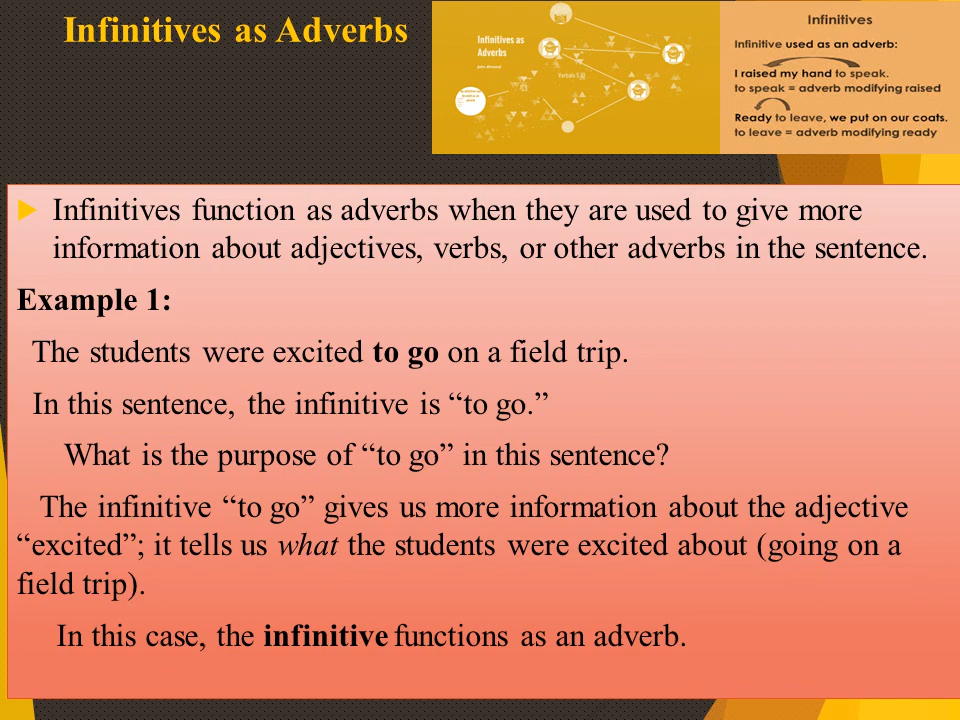 Infinitives as Adverbs
Infinitives as
Adverbs
Verbals 5.10
Infinitives
Infinitive used as an adverb:
I raised my hand to speak.
to speak = adverb modifying raised
Ready to leave, we put on our coats.
to leave = adverb modifying ready
Infinitives function as adverbs when they are used to give more
information about adjectives, verbs, or other adverbs in the sentence.
Example 1:
The students were excited to go on a field trip.
In this sentence, the infinitive is “to go.”
What is the purpose of “to go” in this sentence?
The infinitive “to go” gives us more information about the adjective
“excited”; it tells us what the students were excited about (going on a
field trip).
In this case, the infinitive functions as an adverb.